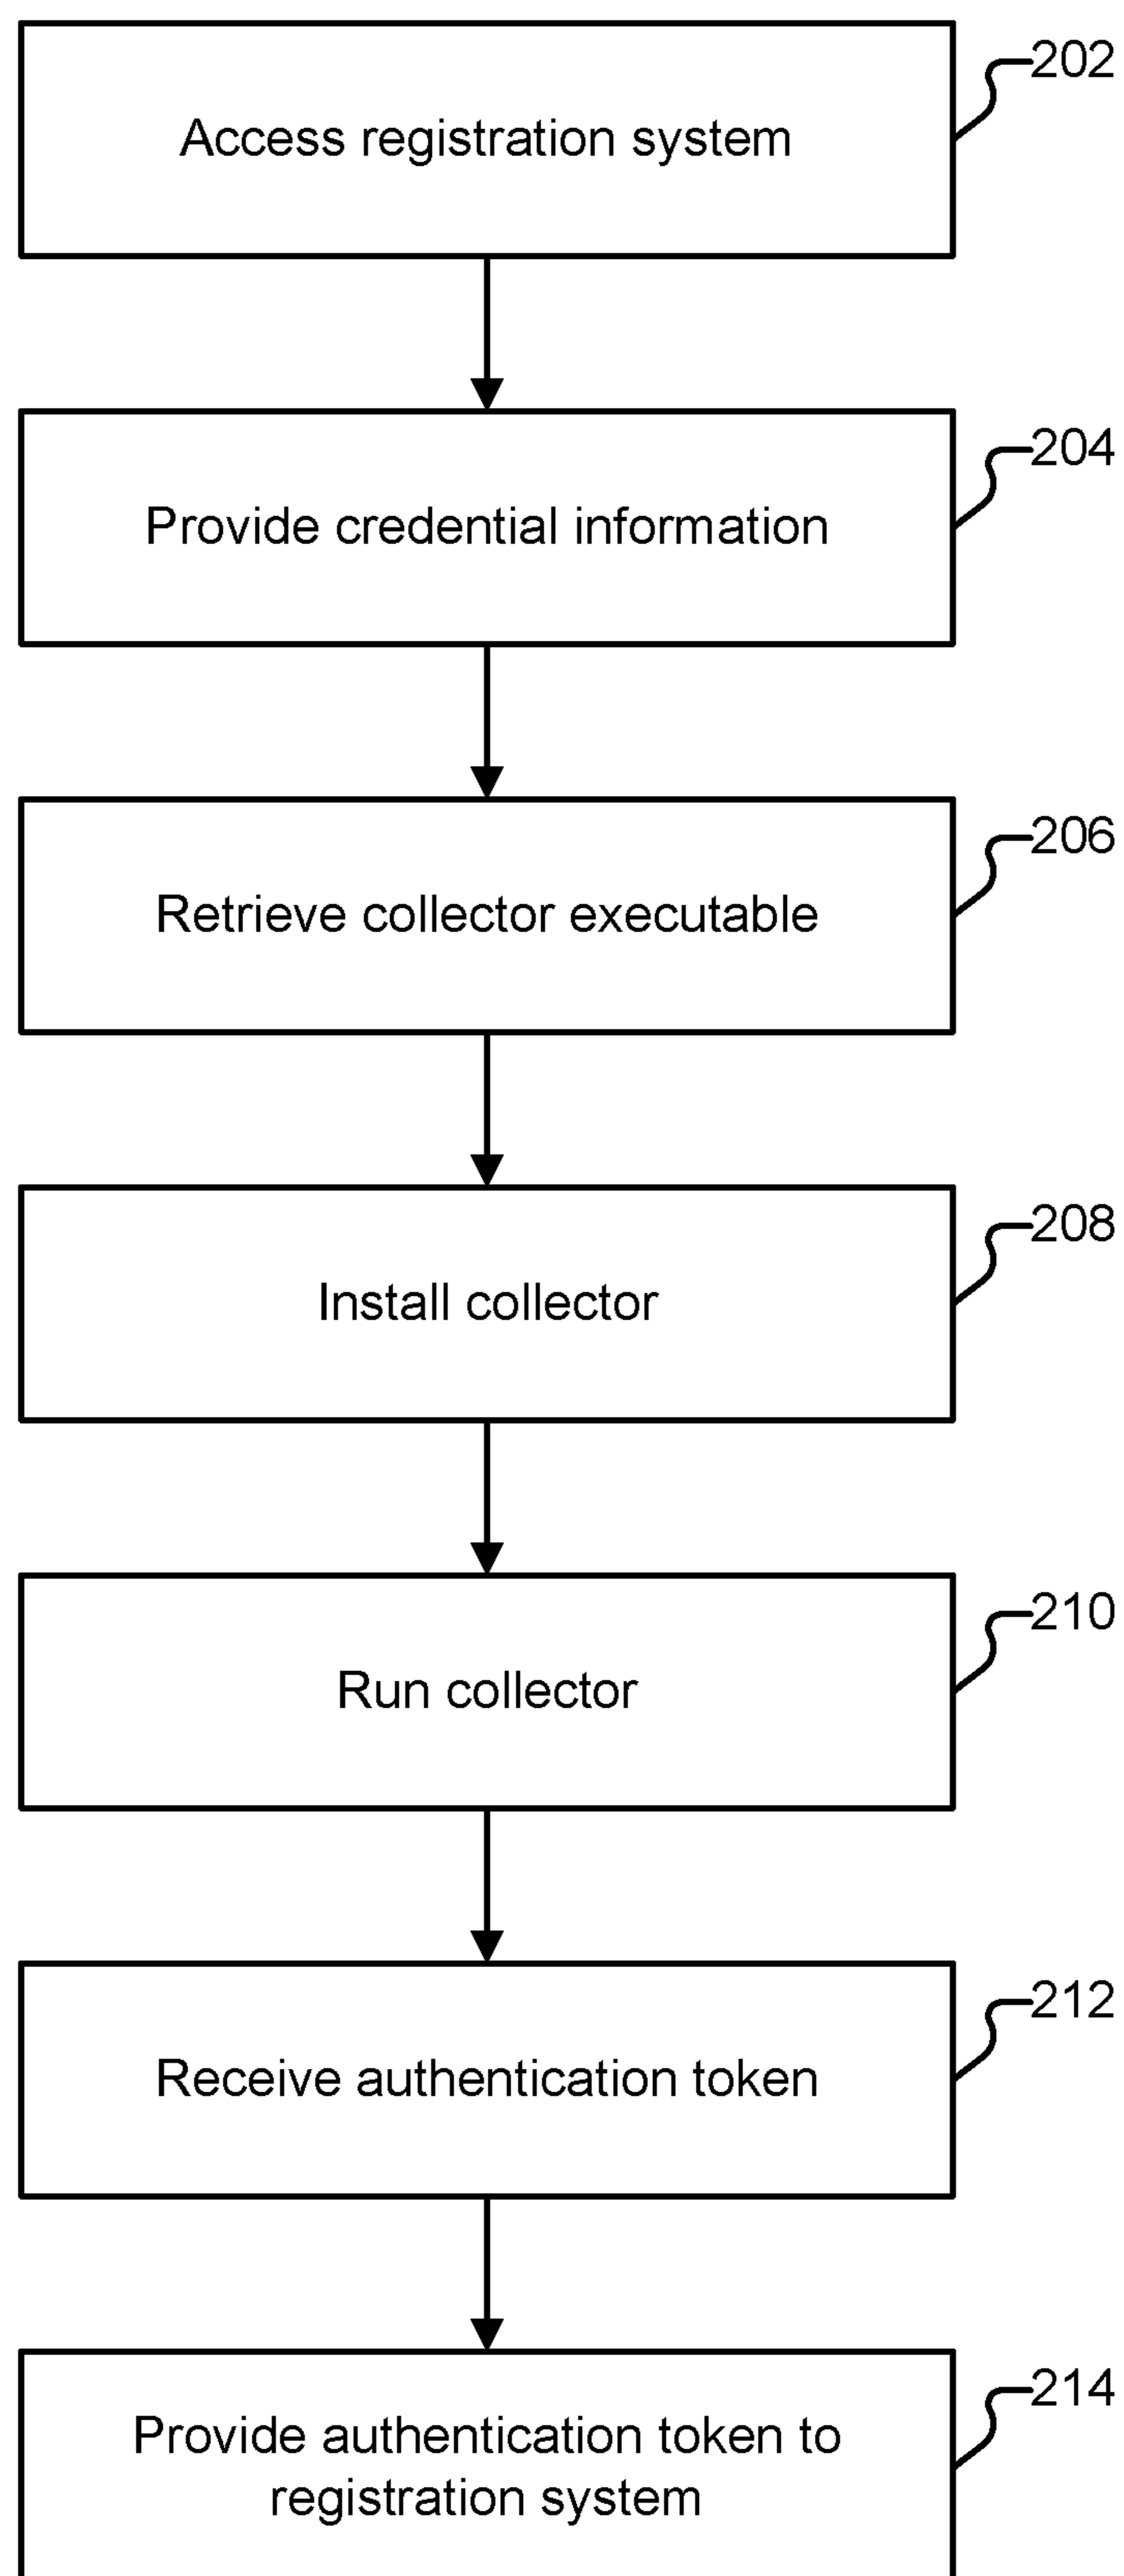 202
Access registration system
204
Provide credential information
206
Retrieve collector executable
208
Install collector
210
Run collector
212
Receive authentication token
214
Provide authentication token to
registration system